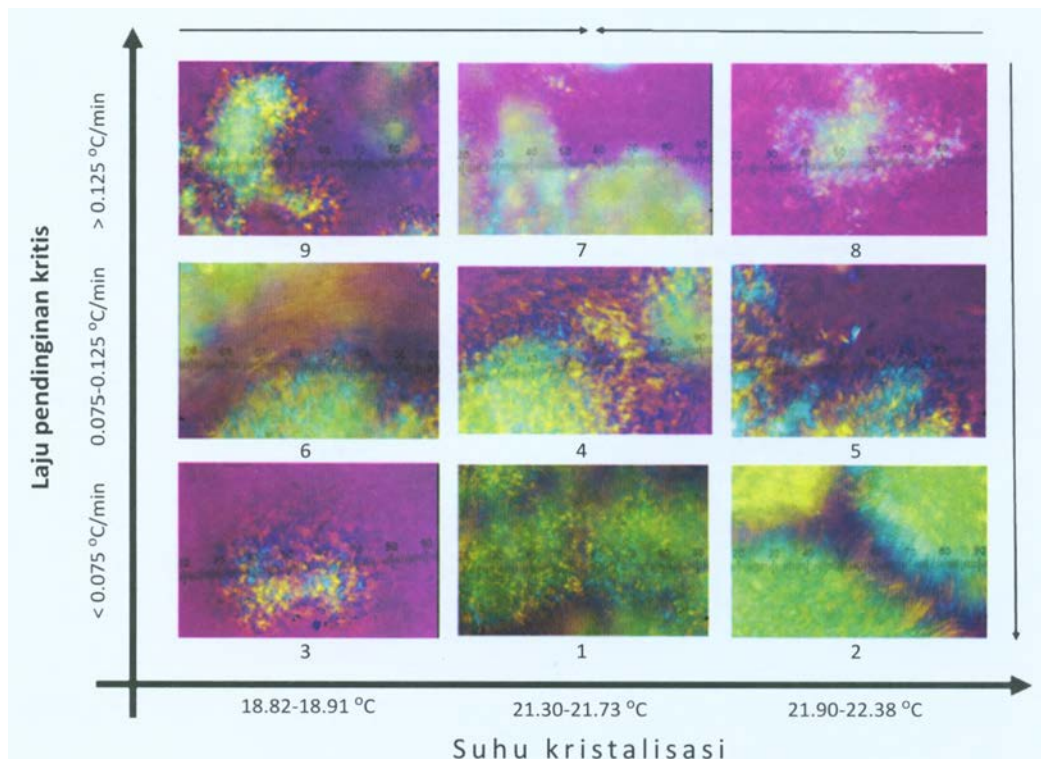 Laju pendinginan kritis
> 0.125 °C/min
9 7 8
0.075-0.125 °C/min
6 4 5
< 0.075 °C/min
3 1 2
18.82-18.91 °C 21.30-21.73 °C 21.90-22.38 °C
Suhu kristalisasi